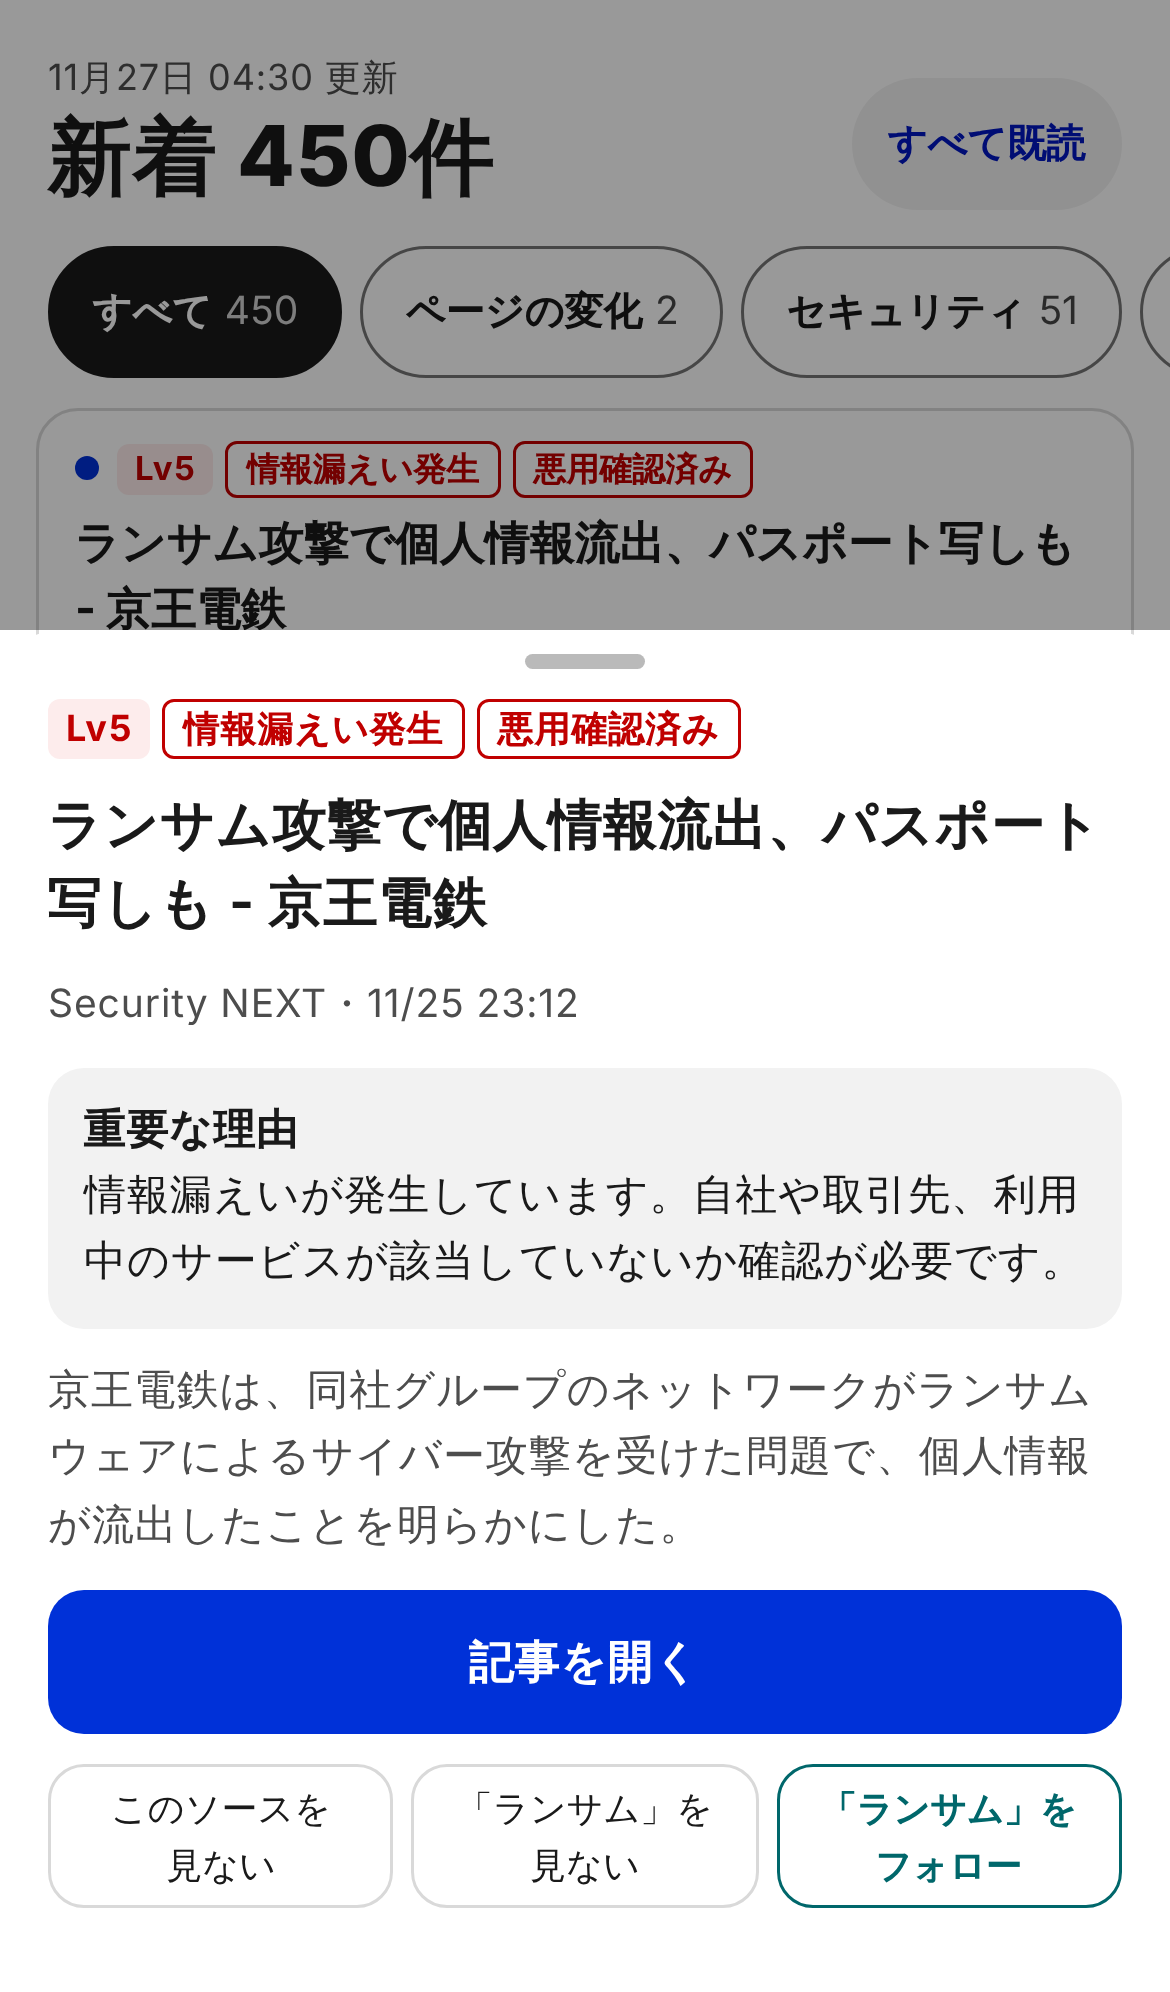 11月27日 04:30 更新
新着 450件
すべて既読
すべて 450
ページの変化 2
セキュリティ 51
Lv5 情報漏えい発生 悪用確認済み
ランサム攻撃で個人情報流出、パスポート写しも
- 京王電鉄
Lv5 情報漏えい発生 悪用確認済み
ランサム攻撃で個人情報流出、パスポート
写しも - 京王電鉄
Security NEXT・11/25 23:12
重要な理由
情報漏えいが発生しています。自社や取引先、利用
中のサービスが該当していないか確認が必要です。
京王電鉄は、同社グループのネットワークがランサム
ウェアによるサイバー攻撃を受けた問題で、個人情報
が流出したことを明らかにした。
記事を開く
このソースを
見ない
「ランサム」を
見ない
「ランサム」を
フォロー